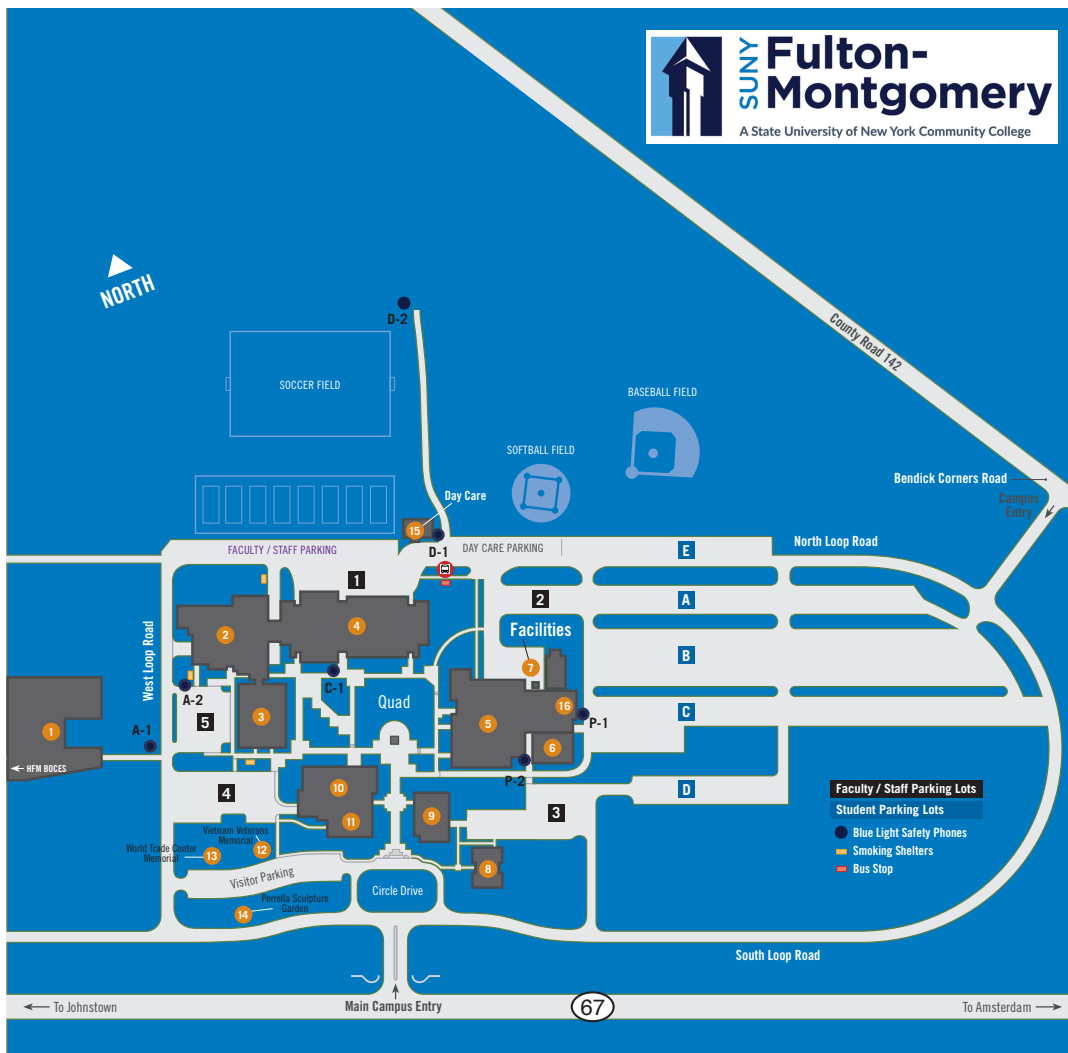 SUNY
Fulton-
Montgomery
A State University of New York Community College
NORTH
D-2
County Road 142
SOCCER FIELD
BASEBALL FIELD
SOFTBALL FIELD
Bendick Corners Road
Campus
Entry
Day Care
15
D-1
FACULTY / STAFF PARKING
DAY CARE PARKING
E
North Loop Road
1
2
A
Facilities
2
4
7
B
West Loop Road
A-2
C-1
Quad
16
C
5
3
5
P-1
A-1
1
6
HFM BOCES
P-2
4
10
9
3
D
11
Faculty / Staff Parking Lots
Student Parking Lots
Blue Light Safety Phones
Smoking Shelters
Bus Stop
Vietnam Veterans
Memorial
12
World Trade Center
Memorial
13
8
Visitor Parking
Circle Drive
Perrella Sculpture
Garden
14
South Loop Road
To Johnstown
Main Campus Entry
67
To Amsterdam